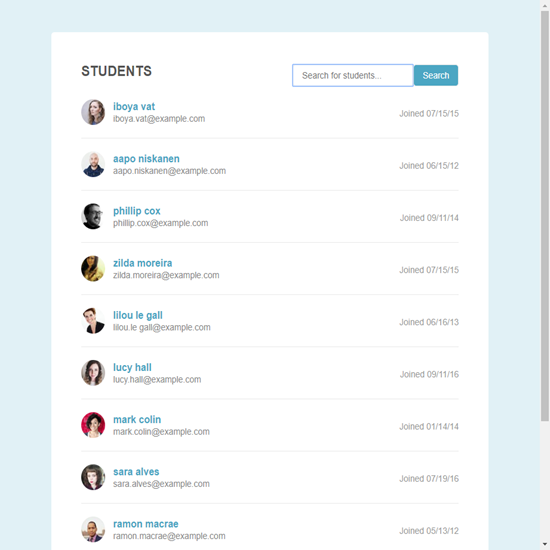 STUDENTS
Search for students...
Search
iboya vat
iboya.vat@example.com
Joined 07/15/15
aapo niskanen
aapo.niskanen@example.com
Joined 06/15/12
phillip cox
phillip.cox@example.com
Joined 09/11/14
zilda moreira
zilda.moreira@example.com
Joined 07/15/15
lilou le gall
lilou.le gall@example.com
Joined 06/16/13
lucy hall
lucy.hall@example.com
Joined 09/11/16
mark colin
mark.colin@example.com
Joined 01/14/14
sara alves
sara.alves@example.com
Joined 07/19/16
ramon macrae
ramon.macrae@example.com
Joined 05/13/12